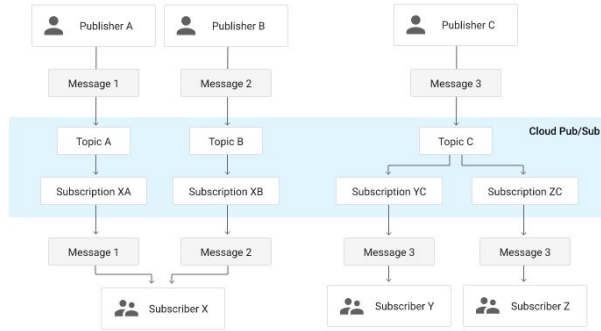 Publisher A
Publisher B
Publisher C
Message 1
Message 2
Message 3
Cloud Pub/Sub
Topic A
Topic B
Topic C
Subscription XA
Subscription XB
Subscription YC
Subscription ZC
Message 1
Message 2
Message 3
Message 3
Subscriber X
Subscriber Y
Subscriber Z